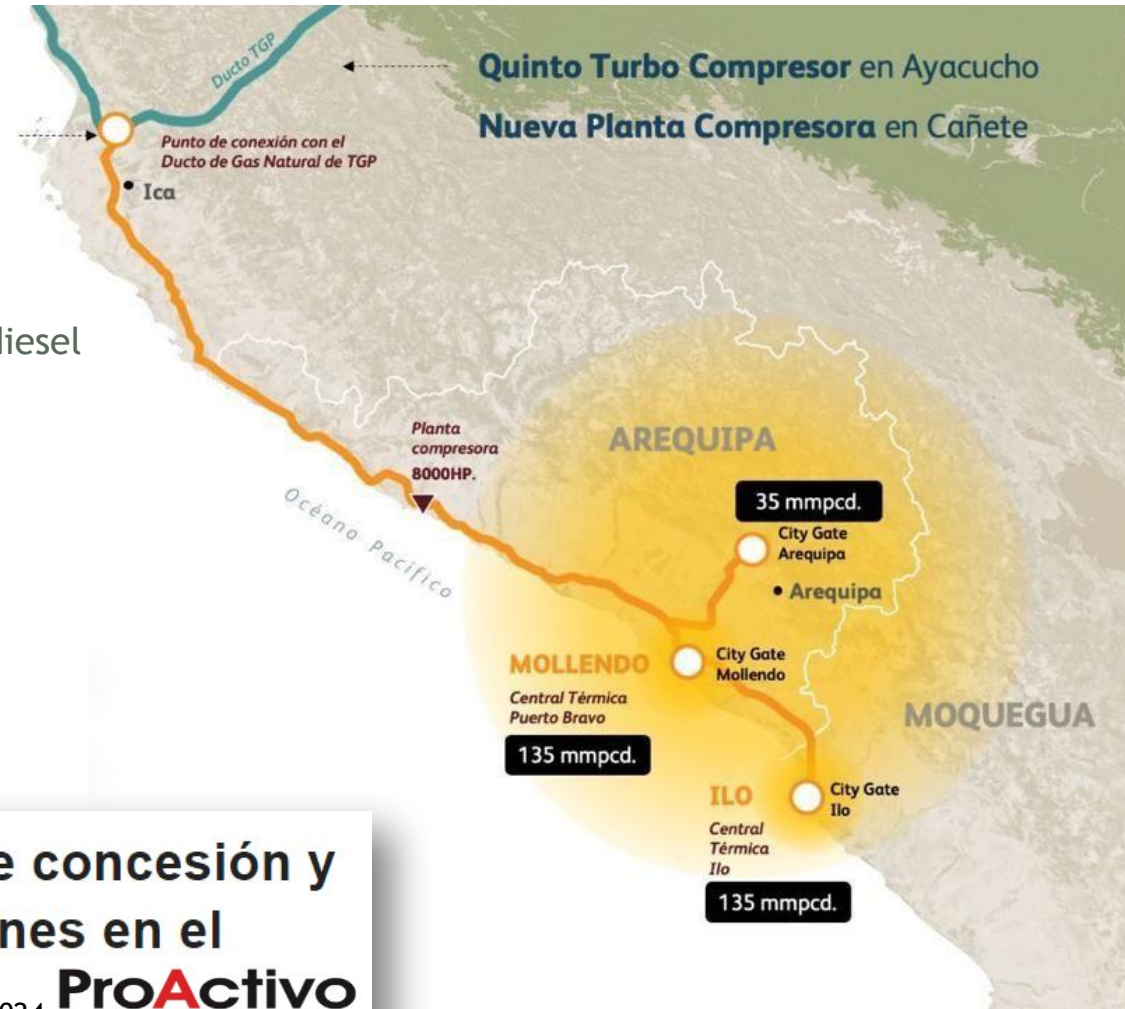 Ducto TGP
Quinto Turbo Compresor en Ayacucho
Nueva Planta Compresora en Cañete
Punto de conexión con el
Ducto de Gas Natural de TGP
Ica
diesel
Planta
compresora
8000HP.
Océano Pacífico
AREQUIPA
35 mmpcd.
City Gate
Arequipa
Arequipa
MOLLENDO
City Gate
Mollendo
Central Térmica
Puerto Bravo
135 mmpcd.
MOQUEGUA
ILO
City Gate
Ilo
Central
Térmica
Ilo
135 mmpcd.
e concesión y
nes en el
ProActivo